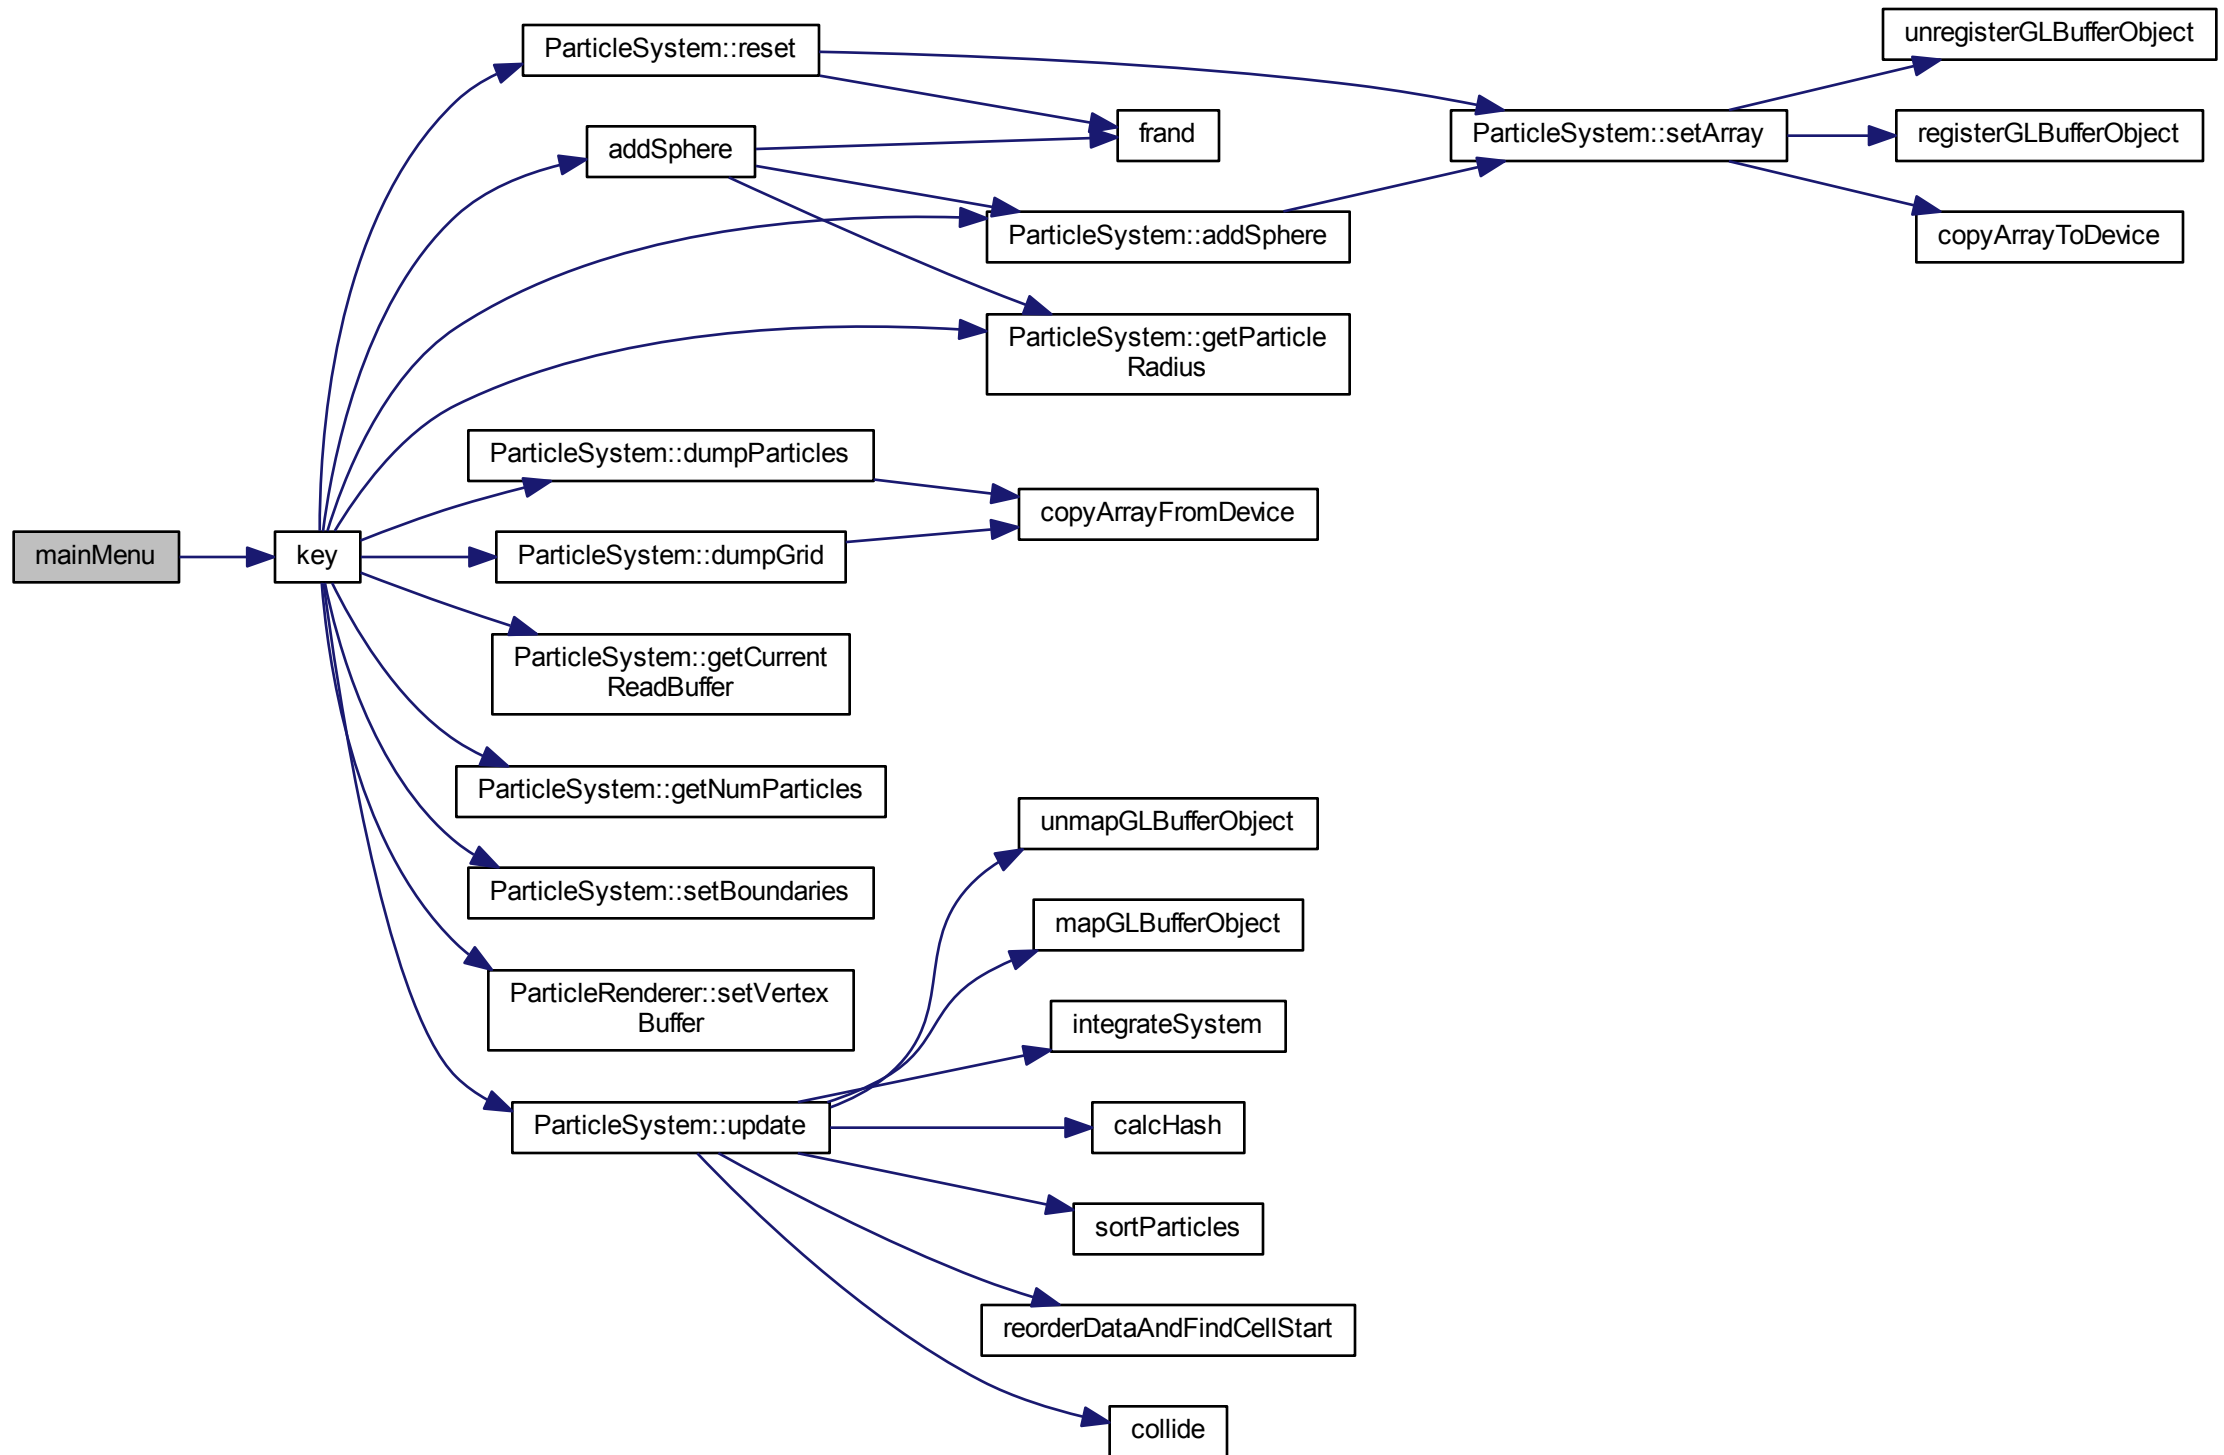 mainMenu
key
ParticleSystem::reset
addSphere
frand
ParticleSystem::addSphere
ParticleSystem::getParticle
Radius
ParticleSystem::setArray
unregisterGLBufferObject
registerGLBufferObject
copyArrayToDevice
ParticleSystem::dumpParticles
ParticleSystem::dumpGrid
copyArrayFromDevice
ParticleSystem::getCurrent
ReadBuffer
ParticleSystem::getNumParticles
ParticleSystem::setBoundaries
ParticleRenderer::setVertex
Buffer
ParticleSystem::update
unmapGLBufferObject
mapGLBufferObject
integrateSystem
calcHash
sortParticles
reorderDataAndFindCellStart
collide